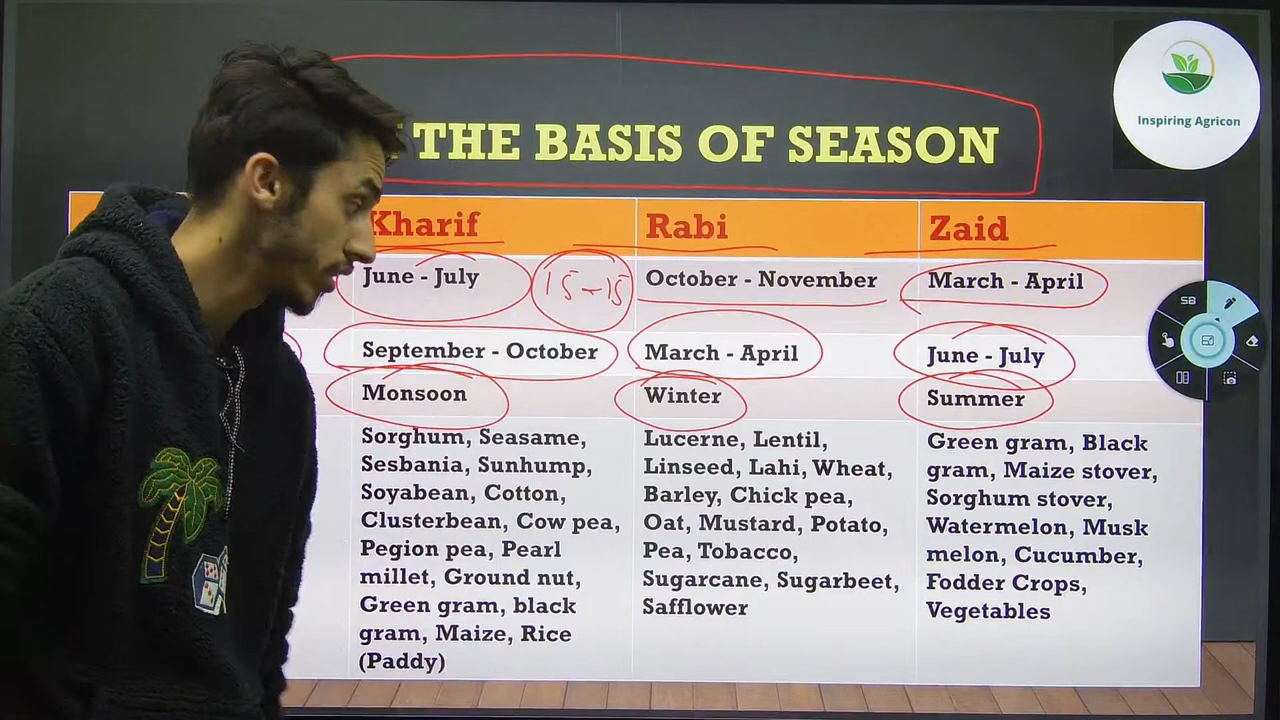 THE BASIS OF SEASON
Inspiring Agricon
Kharif
Rabi
Zaid
June - July
15-15
October - November
March - April
September - October
March - April
June - July
Monsoon
Winter
Summer
Sorghum, Seasame,
Sesbania, Sunhump,
Soyabean, Cotton,
Clusterbean, Cow pea,
Pegion pea, Pearl
millet, Ground nut,
Green gram, black
gram, Maize, Rice
(Paddy)
Lucerne, Lentil,
Linseed, Lahi, Wheat,
Barley, Chick pea,
Oat, Mustard, Potato,
Pea, Tobacco,
Sugarcane, Sugarbeet,
Safflower
Green gram, Black
gram, Maize stover,
Sorghum stover,
Watermelon, Musk
melon, Cucumber,
Fodder Crops,
Vegetables
SB